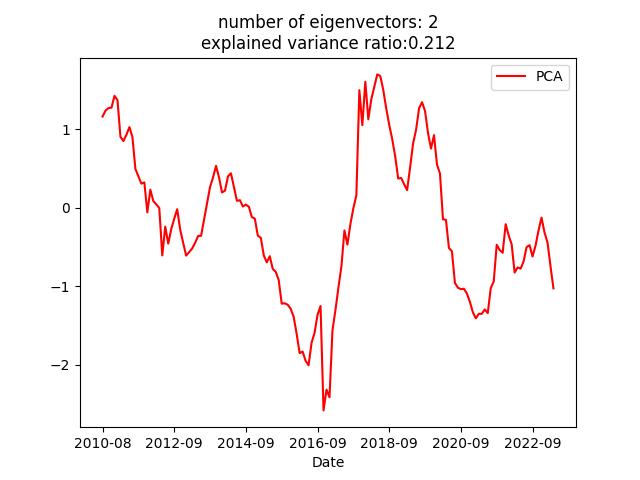 number of eigenvectors: 2
explained variance ratio:0.212
PCA
1
0
−1
−2
2010-08 2012-09 2014-09 2016-09 2018-09 2020-09 2022-09
Date